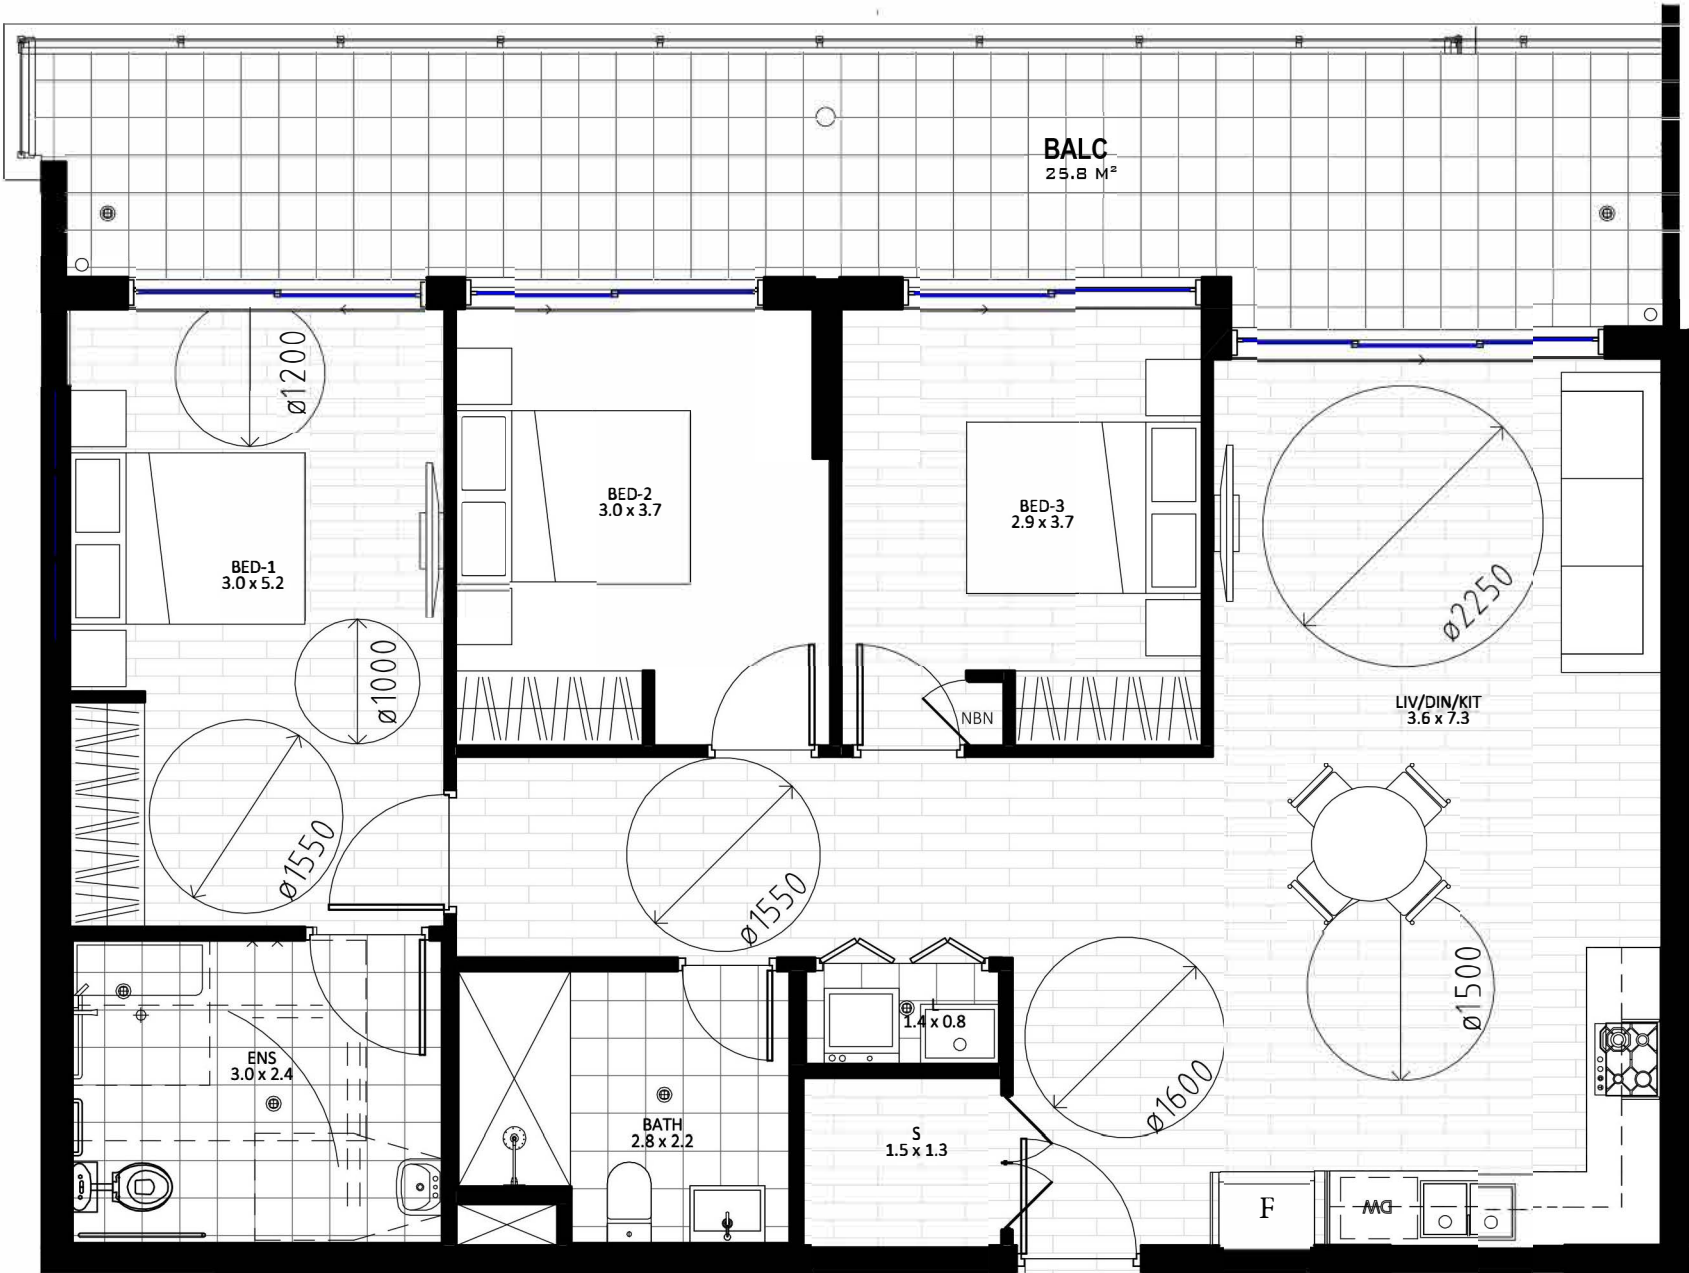 BALC
25.8 M²
ø1200
BED-2
3.0 x 3.7
BED-3
2.9 x 3.7
BED-1
3.0 x 5.2
ø2250
ø1000
NBN
LIV/DIN/KIT
3.6 x 7.3
ø1550
ø1550
ø1500
L
1.4 x 0.8
ENS
3.0 x 2.4
ø1600
BATH
2.8 x 2.2
S
1.5 x 1.3
F
DW